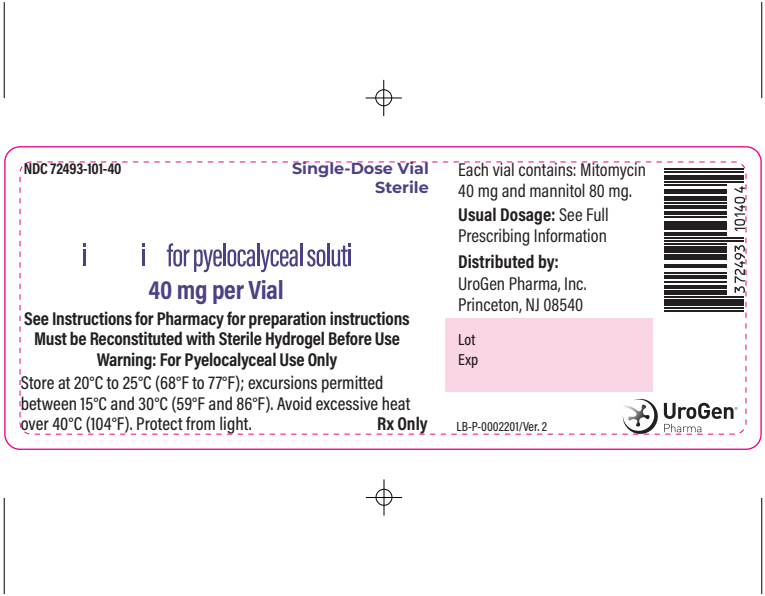 NDC 72493-101-40
Single-Dose Vial
Sterile
i i for pyelocalyceal soluti
40 mg per Vial
See Instructions for Pharmacy for preparation instructions
Must be Reconstituted with Sterile Hydrogel Before Use
Warning: For Pyelocalyceal Use Only
Store at 20°C to 25°C (68°F to 77°F); excursions permitted
between 15°C and 30°C (59°F and 86°F). Avoid excessive heat
over 40°C (104°F). Protect from light.
Rx Only
Each vial contains: Mitomycin
40 mg and mannitol 80 mg.
Usual Dosage: See Full
Prescribing Information
Distributed by:
UroGen Pharma, Inc.
Princeton, NJ 08540
Lot
Exp
LB-P-0002201/Ver. 2
3 72493 10140 4
UroGen®
Pharma